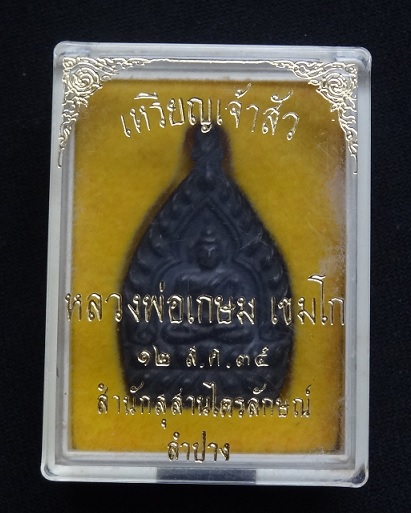 เหรียญเจ้าสัว
หลวงพ่อเกษม เขมโก
๑๒ ส.ค.๓๕
สำนักสุสานไตรลักษณ์
ลำปาง